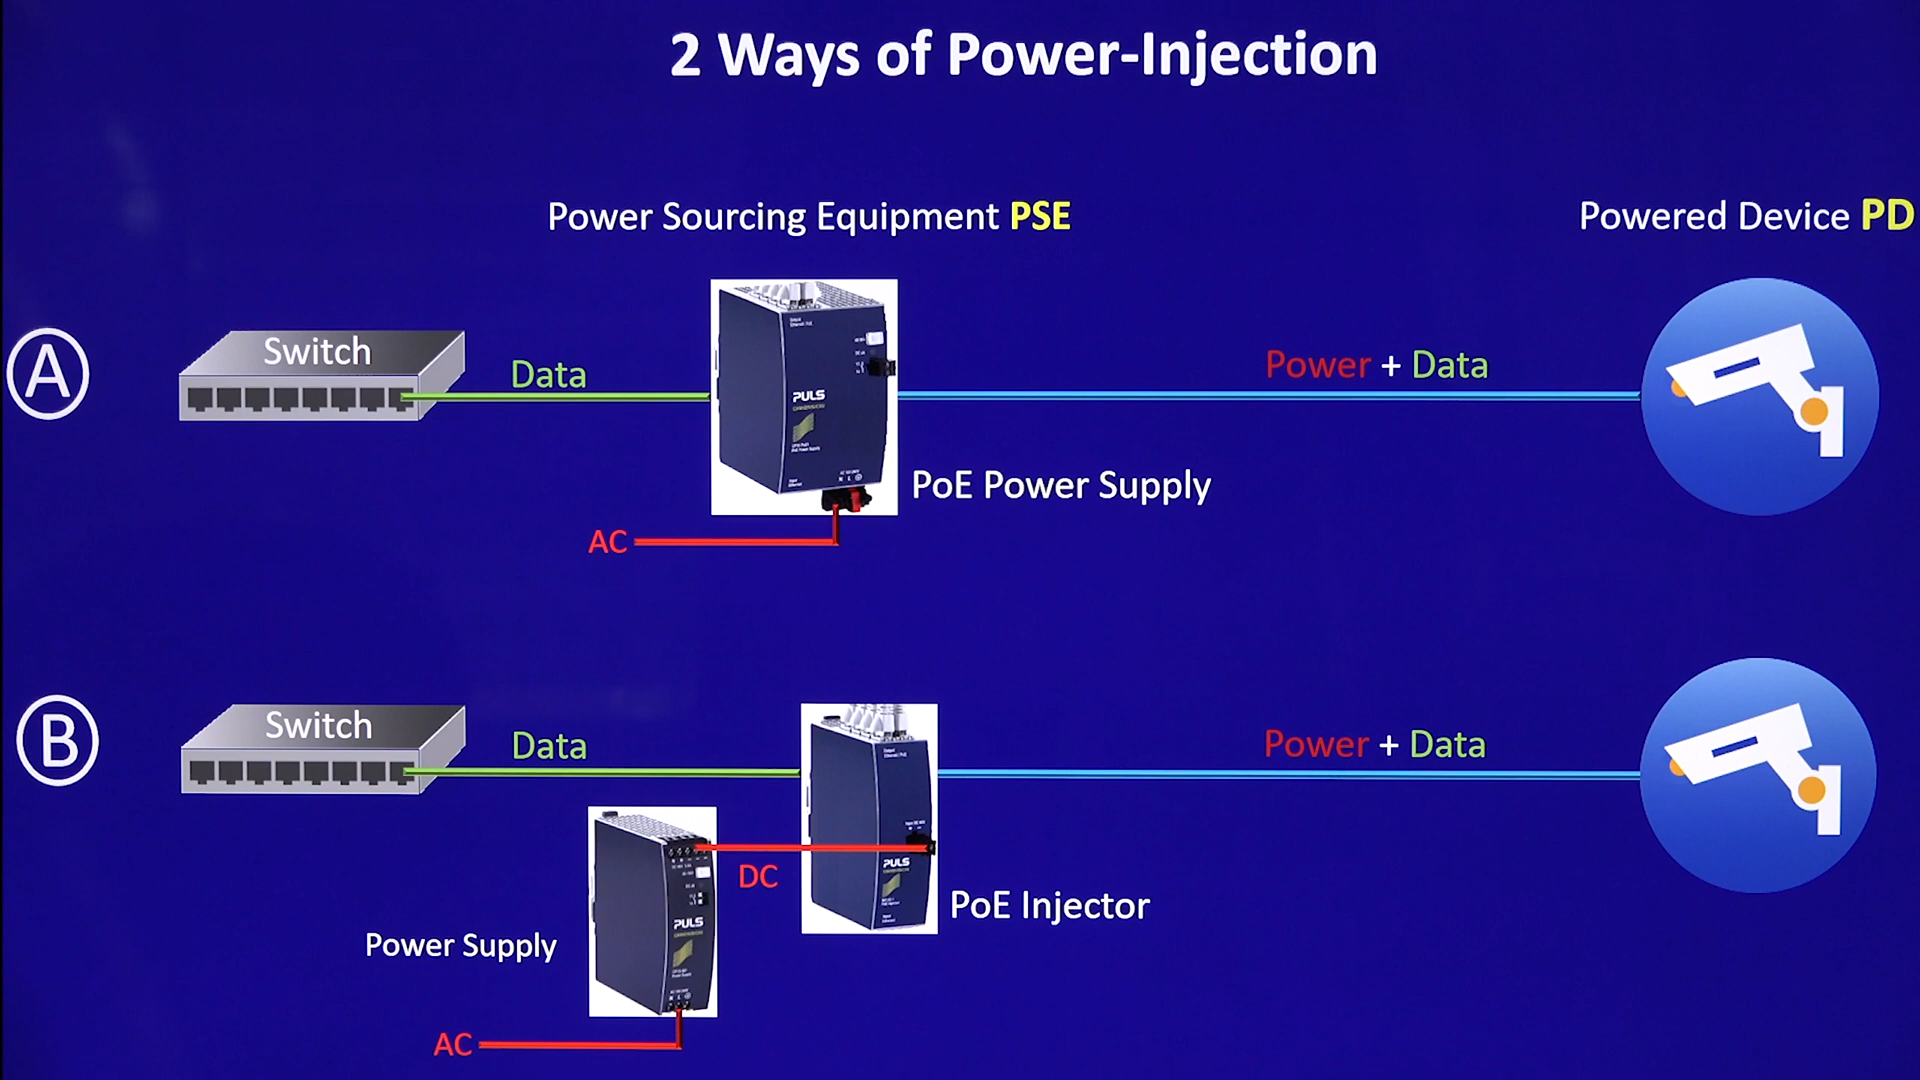 2 Ways of Power-Injection
Power Sourcing Equipment PSE
Powered Device PD
A
Switch
Data
PULS
Power + Data
PoE Power Supply
AC
B
Switch
Data
PULS
Power + Data
DC
PoE Injector
PULS
Power Supply
AC